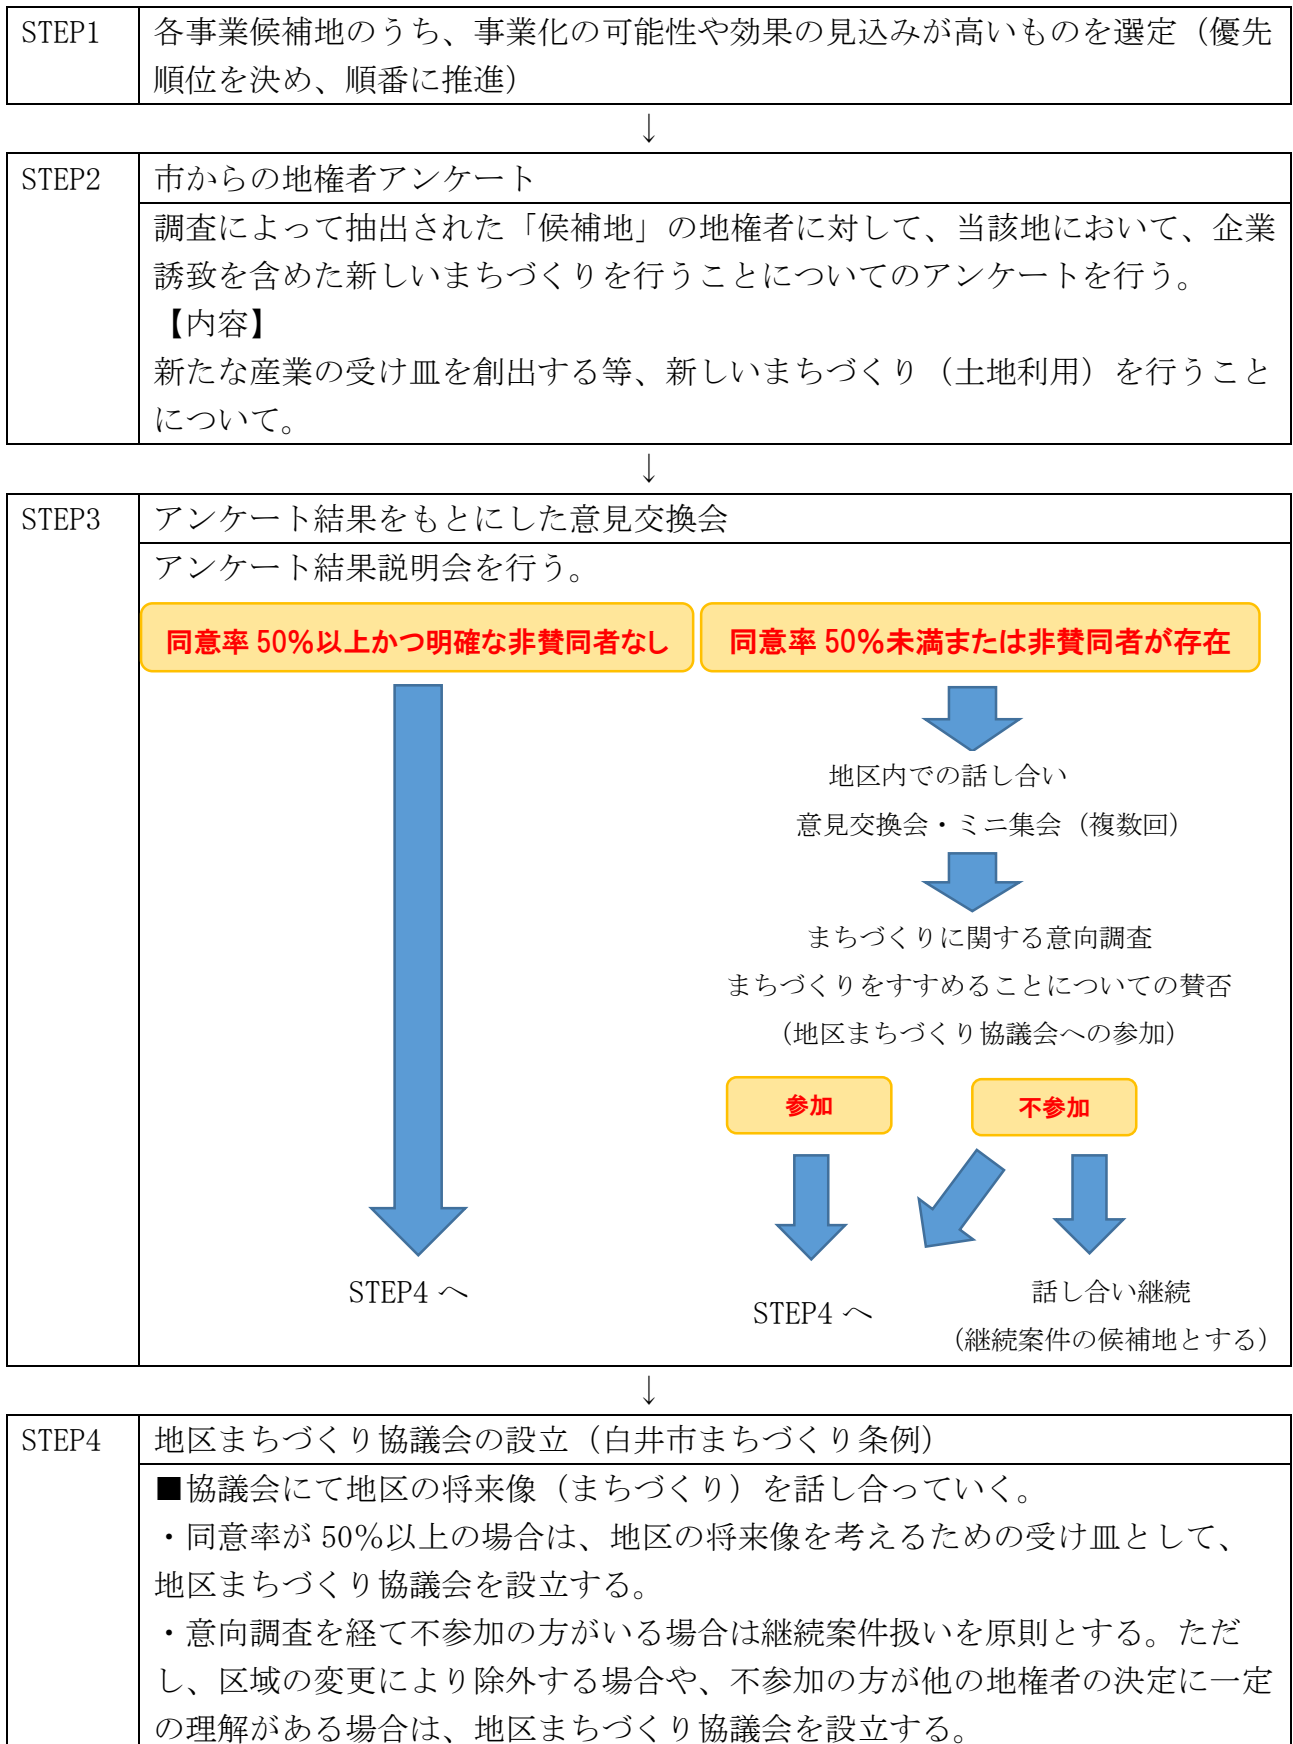 STEP1
各事業候補地のうち、事業化の可能性や効果の見込みが高いものを選定（優先
順位を決め、順番に推進）
↓
STEP2
市からの地権者アンケート
調査によって抽出された「候補地」の地権者に対して、当該地において、企業
誘致を含めた新しいまちづくりを行うことについてのアンケートを行う。
【内容】
新たな産業の受け皿を創出する等、新しいまちづくり（土地利用）を行うこと
について。
↓
STEP3
アンケート結果をもとにした意見交換会
アンケート結果説明会を行う。
同意率 50％以上かつ明確な非賛同者なし
同意率 50％未満または非賛同者が存在
地区内での話し合い
意見交換会・ミニ集会（複数回）
まちづくりに関する意向調査
まちづくりをすすめることについての賛否
（地区まちづくり協議会への参加）
参加
不参加
STEP4 へ
STEP4 へ
話し合い継続
（継続案件の候補地とする）
↓
STEP4
地区まちづくり協議会の設立（白井市まちづくり条例）
■協議会にて地区の将来像（まちづくり）を話し合っていく。
・同意率が 50％以上の場合は、地区の将来像を考えるための受け皿として、
地区まちづくり協議会を設立する。
・意向調査を経て不参加の方がいる場合は継続案件扱いを原則とする。ただ
し、区域の変更により除外する場合や、不参加の方が他の地権者の決定に一定
の理解がある場合は、地区まちづくり協議会を設立する。